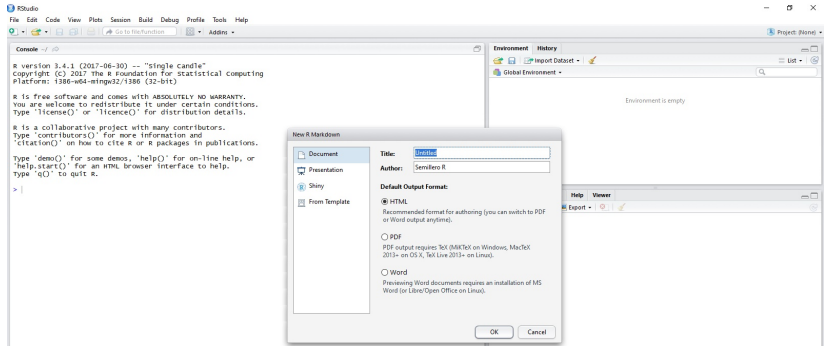 RStudio
File Edit Code View Plots Session Build Debug Profile Tools Help
Go to file/function
Addins
Project: (None)
Console ~/
R version 3.4.1 (2017-06-30) -- "Single Candle"
Copyright (C) 2017 The R Foundation for Statistical Computing
Platform: i386-w64-mingw32/i386 (32-bit)
R is free software and comes with ABSOLUTELY NO WARRANTY.
You are welcome to redistribute it under certain conditions.
Type 'license()' or 'licence()' for distribution details.
R is a collaborative project with many contributors.
Type 'contributors()' for more information and
'citation()' on how to cite R or R packages in publications.
Type 'demo()' for some demos, 'help()' for on-line help, or
'help.start()' for an HTML browser interface to help.
Type 'q()' to quit R.
>
Environment History
Import Dataset
List
Global Environment
Environment is empty
New R Markdown
Document
Presentation
Shiny
From Template
Title: Untitled
Author: Semillero R
Default Output Format:
HTML
Recommended format for authoring (you can switch to PDF
or Word output anytime).
PDF
PDF output requires TeX (MiKTeX on Windows, MacTeX
2013+ on OS X, TeX Live 2013+ on Linux).
Word
Previewing Word documents requires an installation of MS
Word (or Libre/Open Office on Linux).
OK Cancel
Help Viewer
Export